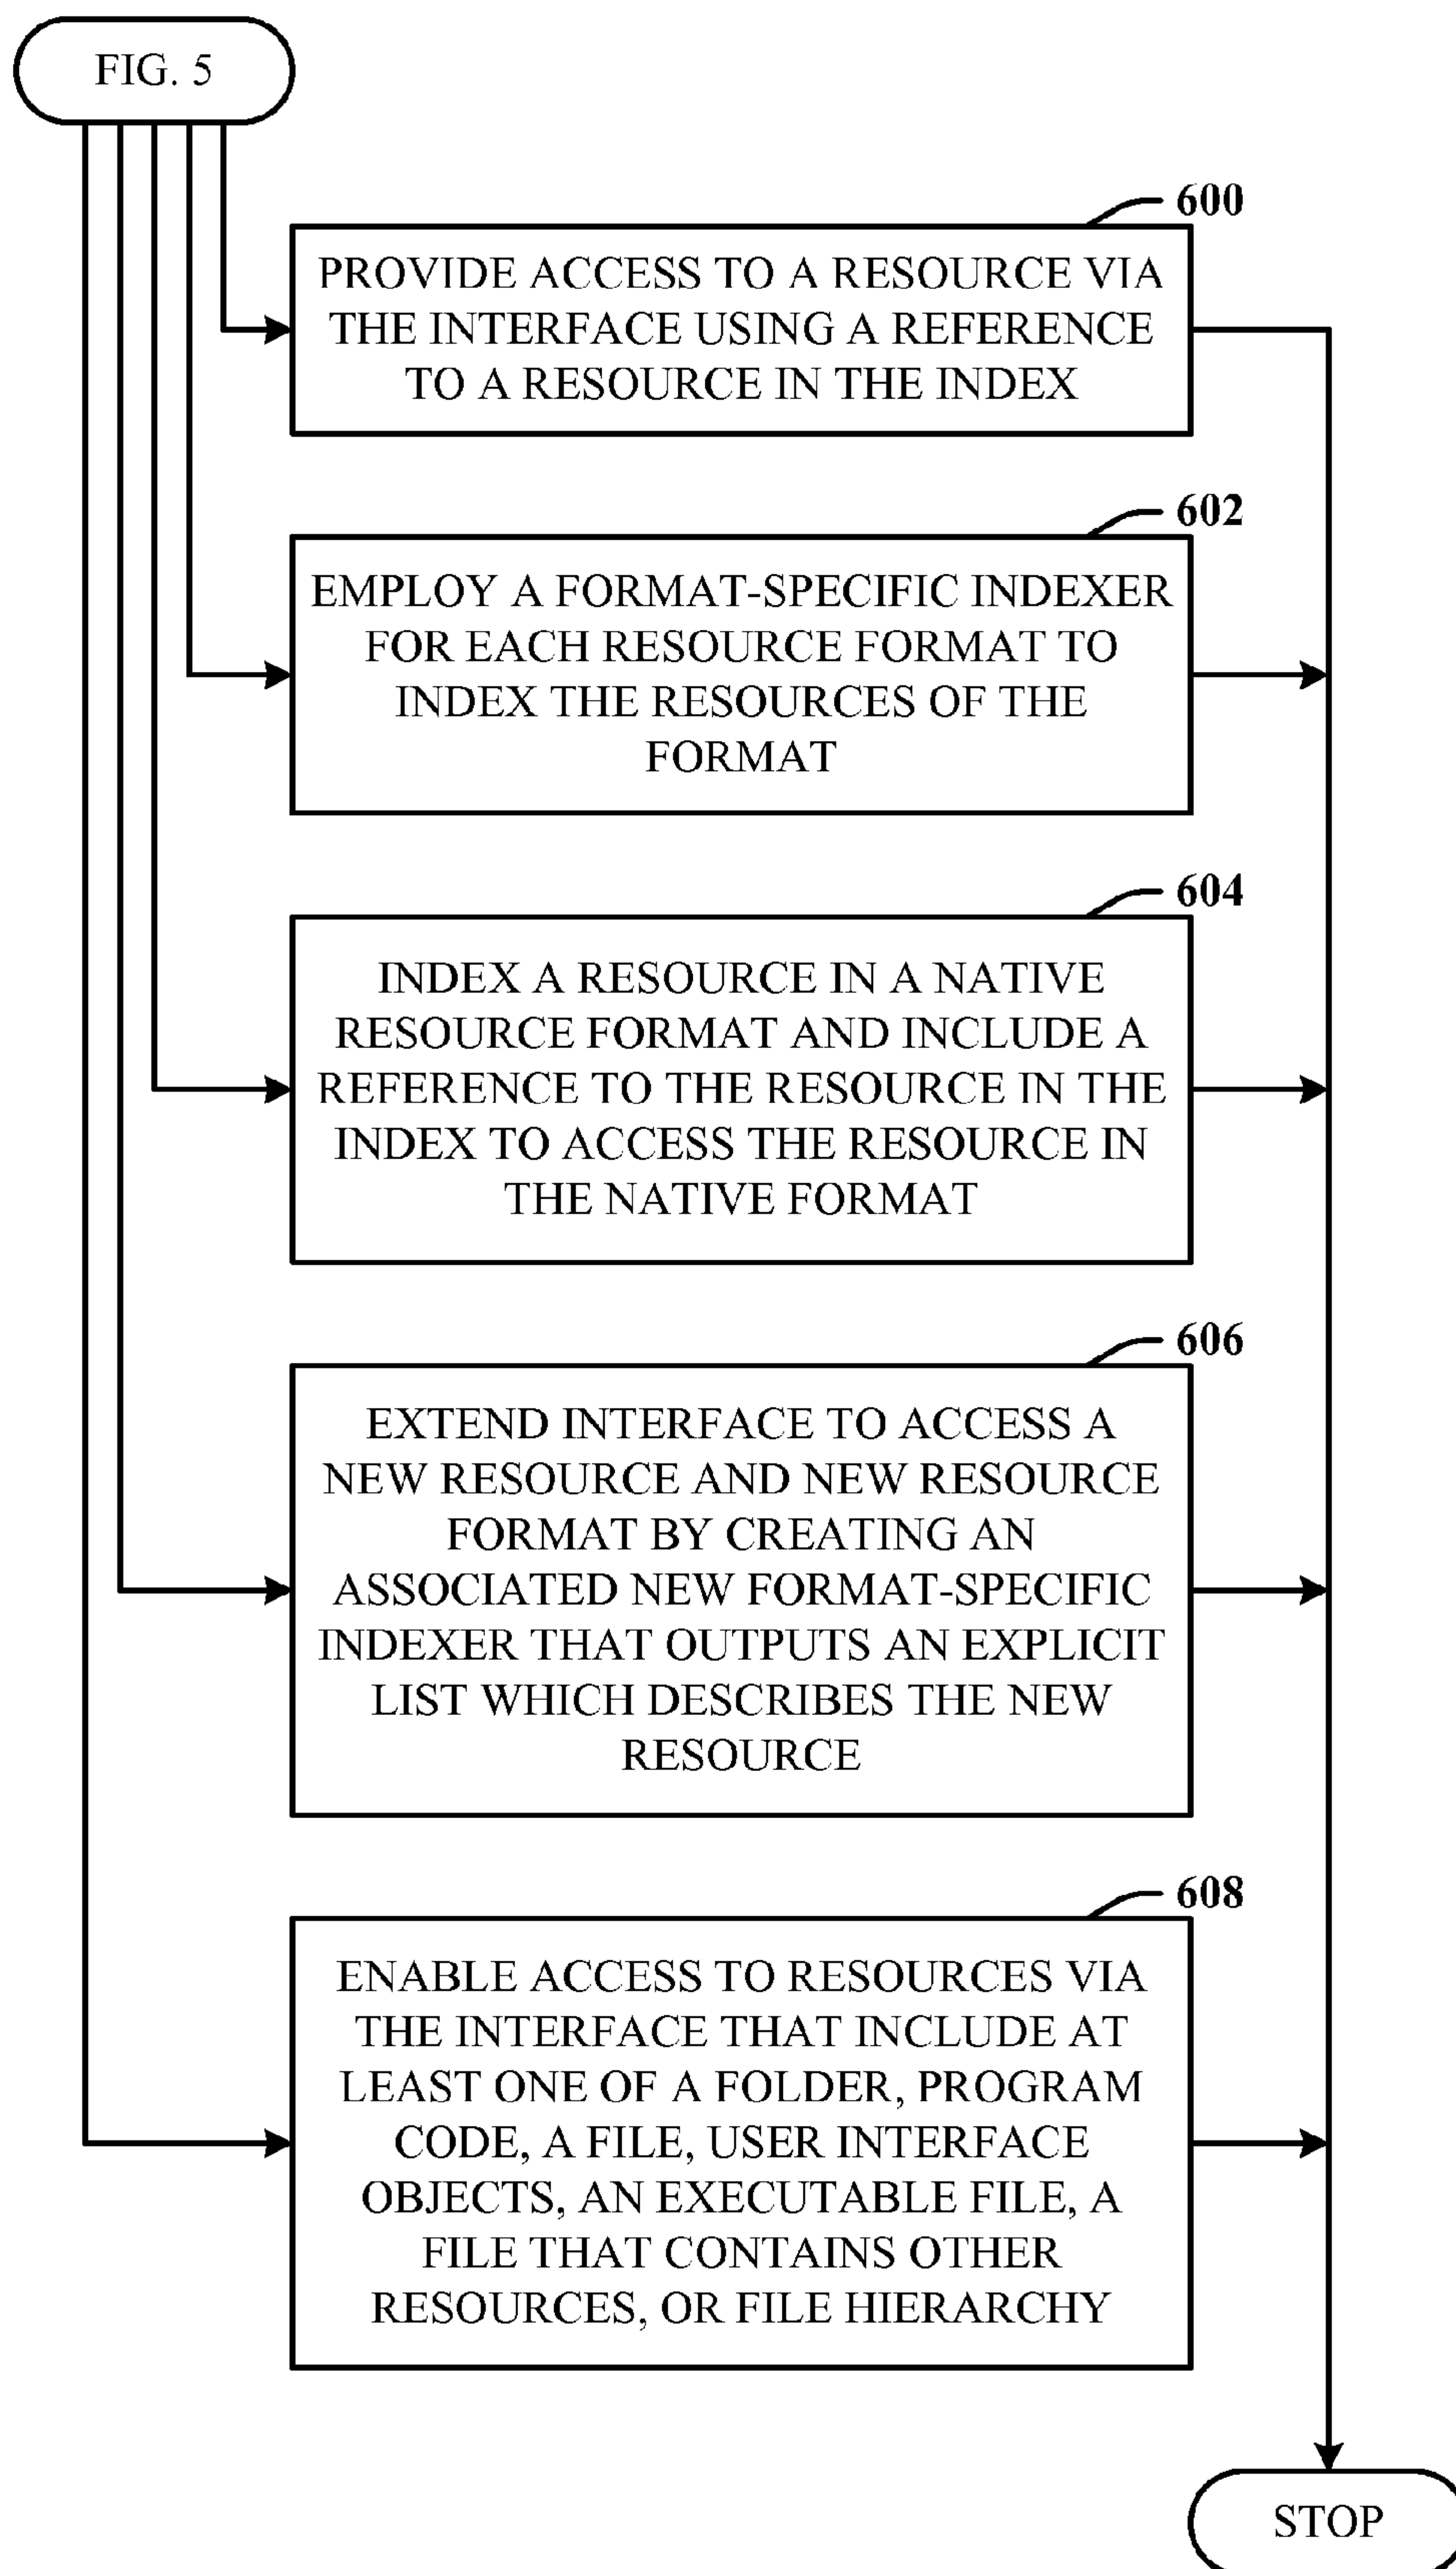 FIG. 5
600
PROVIDE ACCESS TO A RESOURCE VIA
THE INTERFACE USING A REFERENCE
TO A RESOURCE IN THE INDEX
602
EMPLOY A FORMAT-SPECIFIC INDEXER
FOR EACH RESOURCE FORMAT TO
INDEX THE RESOURCES OF THE
FORMAT
604
INDEX A RESOURCE IN A NATIVE
RESOURCE FORMAT AND INCLUDE A
REFERENCE TO THE RESOURCE IN THE
INDEX TO ACCESS THE RESOURCE IN
THE NATIVE FORMAT
606
EXTEND INTERFACE TO ACCESS A
NEW RESOURCE AND NEW RESOURCE
FORMAT BY CREATING AN
ASSOCIATED NEW FORMAT-SPECIFIC
INDEXER THAT OUTPUTS AN EXPLICIT
LIST WHICH DESCRIBES THE NEW
RESOURCE
608
ENABLE ACCESS TO RESOURCES VIA
THE INTERFACE THAT INCLUDE AT
LEAST ONE OF A FOLDER, PROGRAM
CODE, A FILE, USER INTERFACE
OBJECTS, AN EXECUTABLE FILE, A
FILE THAT CONTAINS OTHER
RESOURCES, OR FILE HIERARCHY
STOP